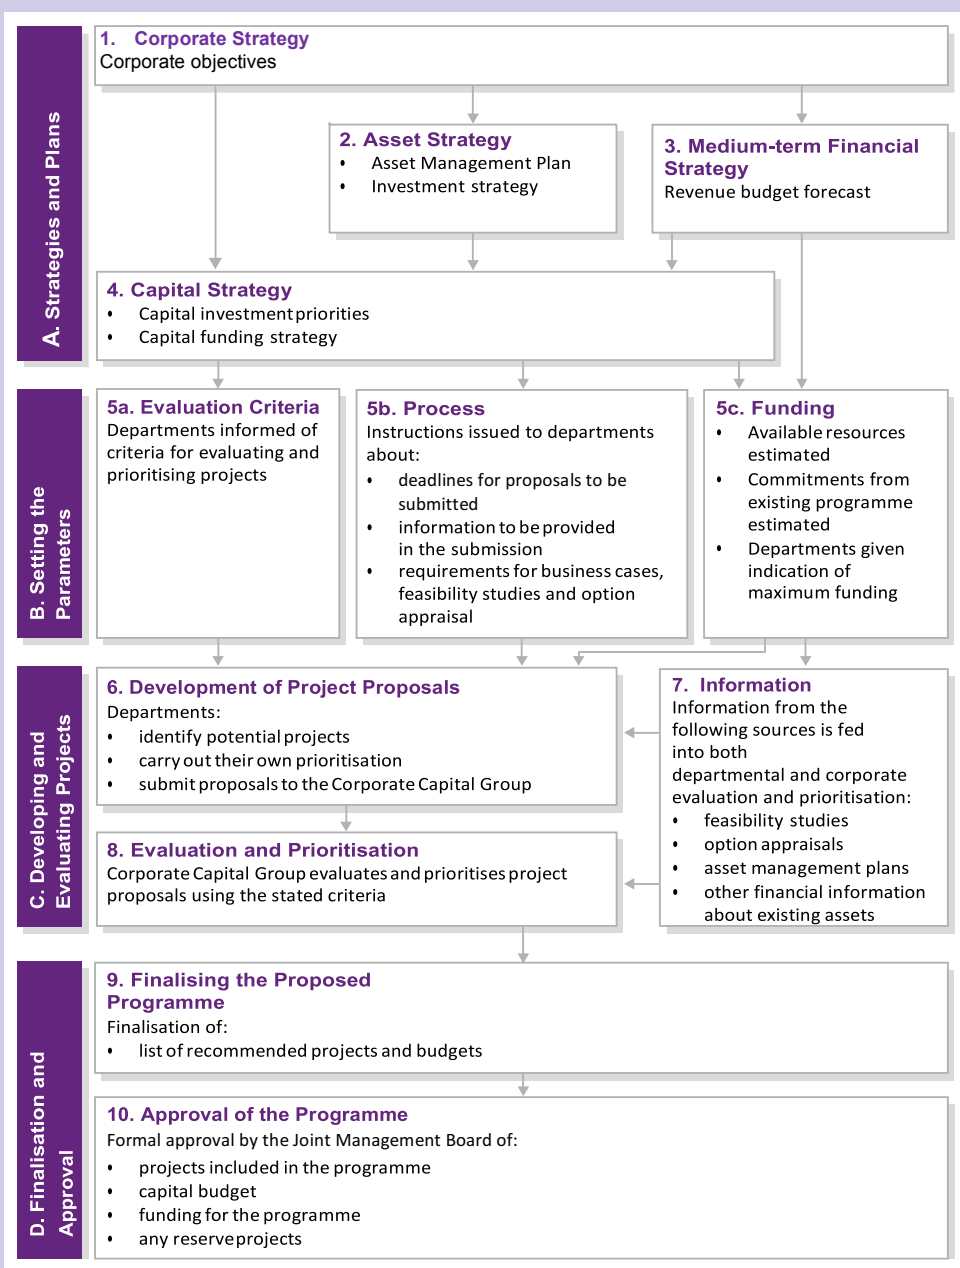 A. Strategies and Plans
1. Corporate Strategy
Corporate objectives
2. Asset Strategy
• Asset Management Plan
• Investment strategy
3. Medium-term Financial
Strategy
Revenue budget forecast
4. Capital Strategy
• Capital investment priorities
• Capital funding strategy
B. Setting the
Parameters
5a. Evaluation Criteria
Departments informed of
criteria for evaluating and
prioritising projects
5b. Process
Instructions issued to departments
about:
• deadlines for proposals to be
submitted
• information to be provided
in the submission
• requirements for business cases,
feasibility studies and option
appraisal
5c. Funding
• Available resources
estimated
• Commitments from
existing programme
estimated
• Departments given
indication of
maximum funding
C. Developing and
Evaluating Projects
6. Development of Project Proposals
Departments:
• identify potential projects
• carry out their own prioritisation
• submit proposals to the Corporate Capital Group
7. Information
Information from the
following sources is fed
into both
departmental and corporate
evaluation and prioritisation:
• feasibility studies
• option appraisals
• asset management plans
• other financial information
about existing assets
8. Evaluation and Prioritisation
Corporate Capital Group evaluates and prioritises project
proposals using the stated criteria
D. Finalisation and
Approval
9. Finalising the Proposed
Programme
Finalisation of:
• list of recommended projects and budgets
10. Approval of the Programme
Formal approval by the Joint Management Board of:
• projects included in the programme
• capital budget
• funding for the programme
• any reserve projects